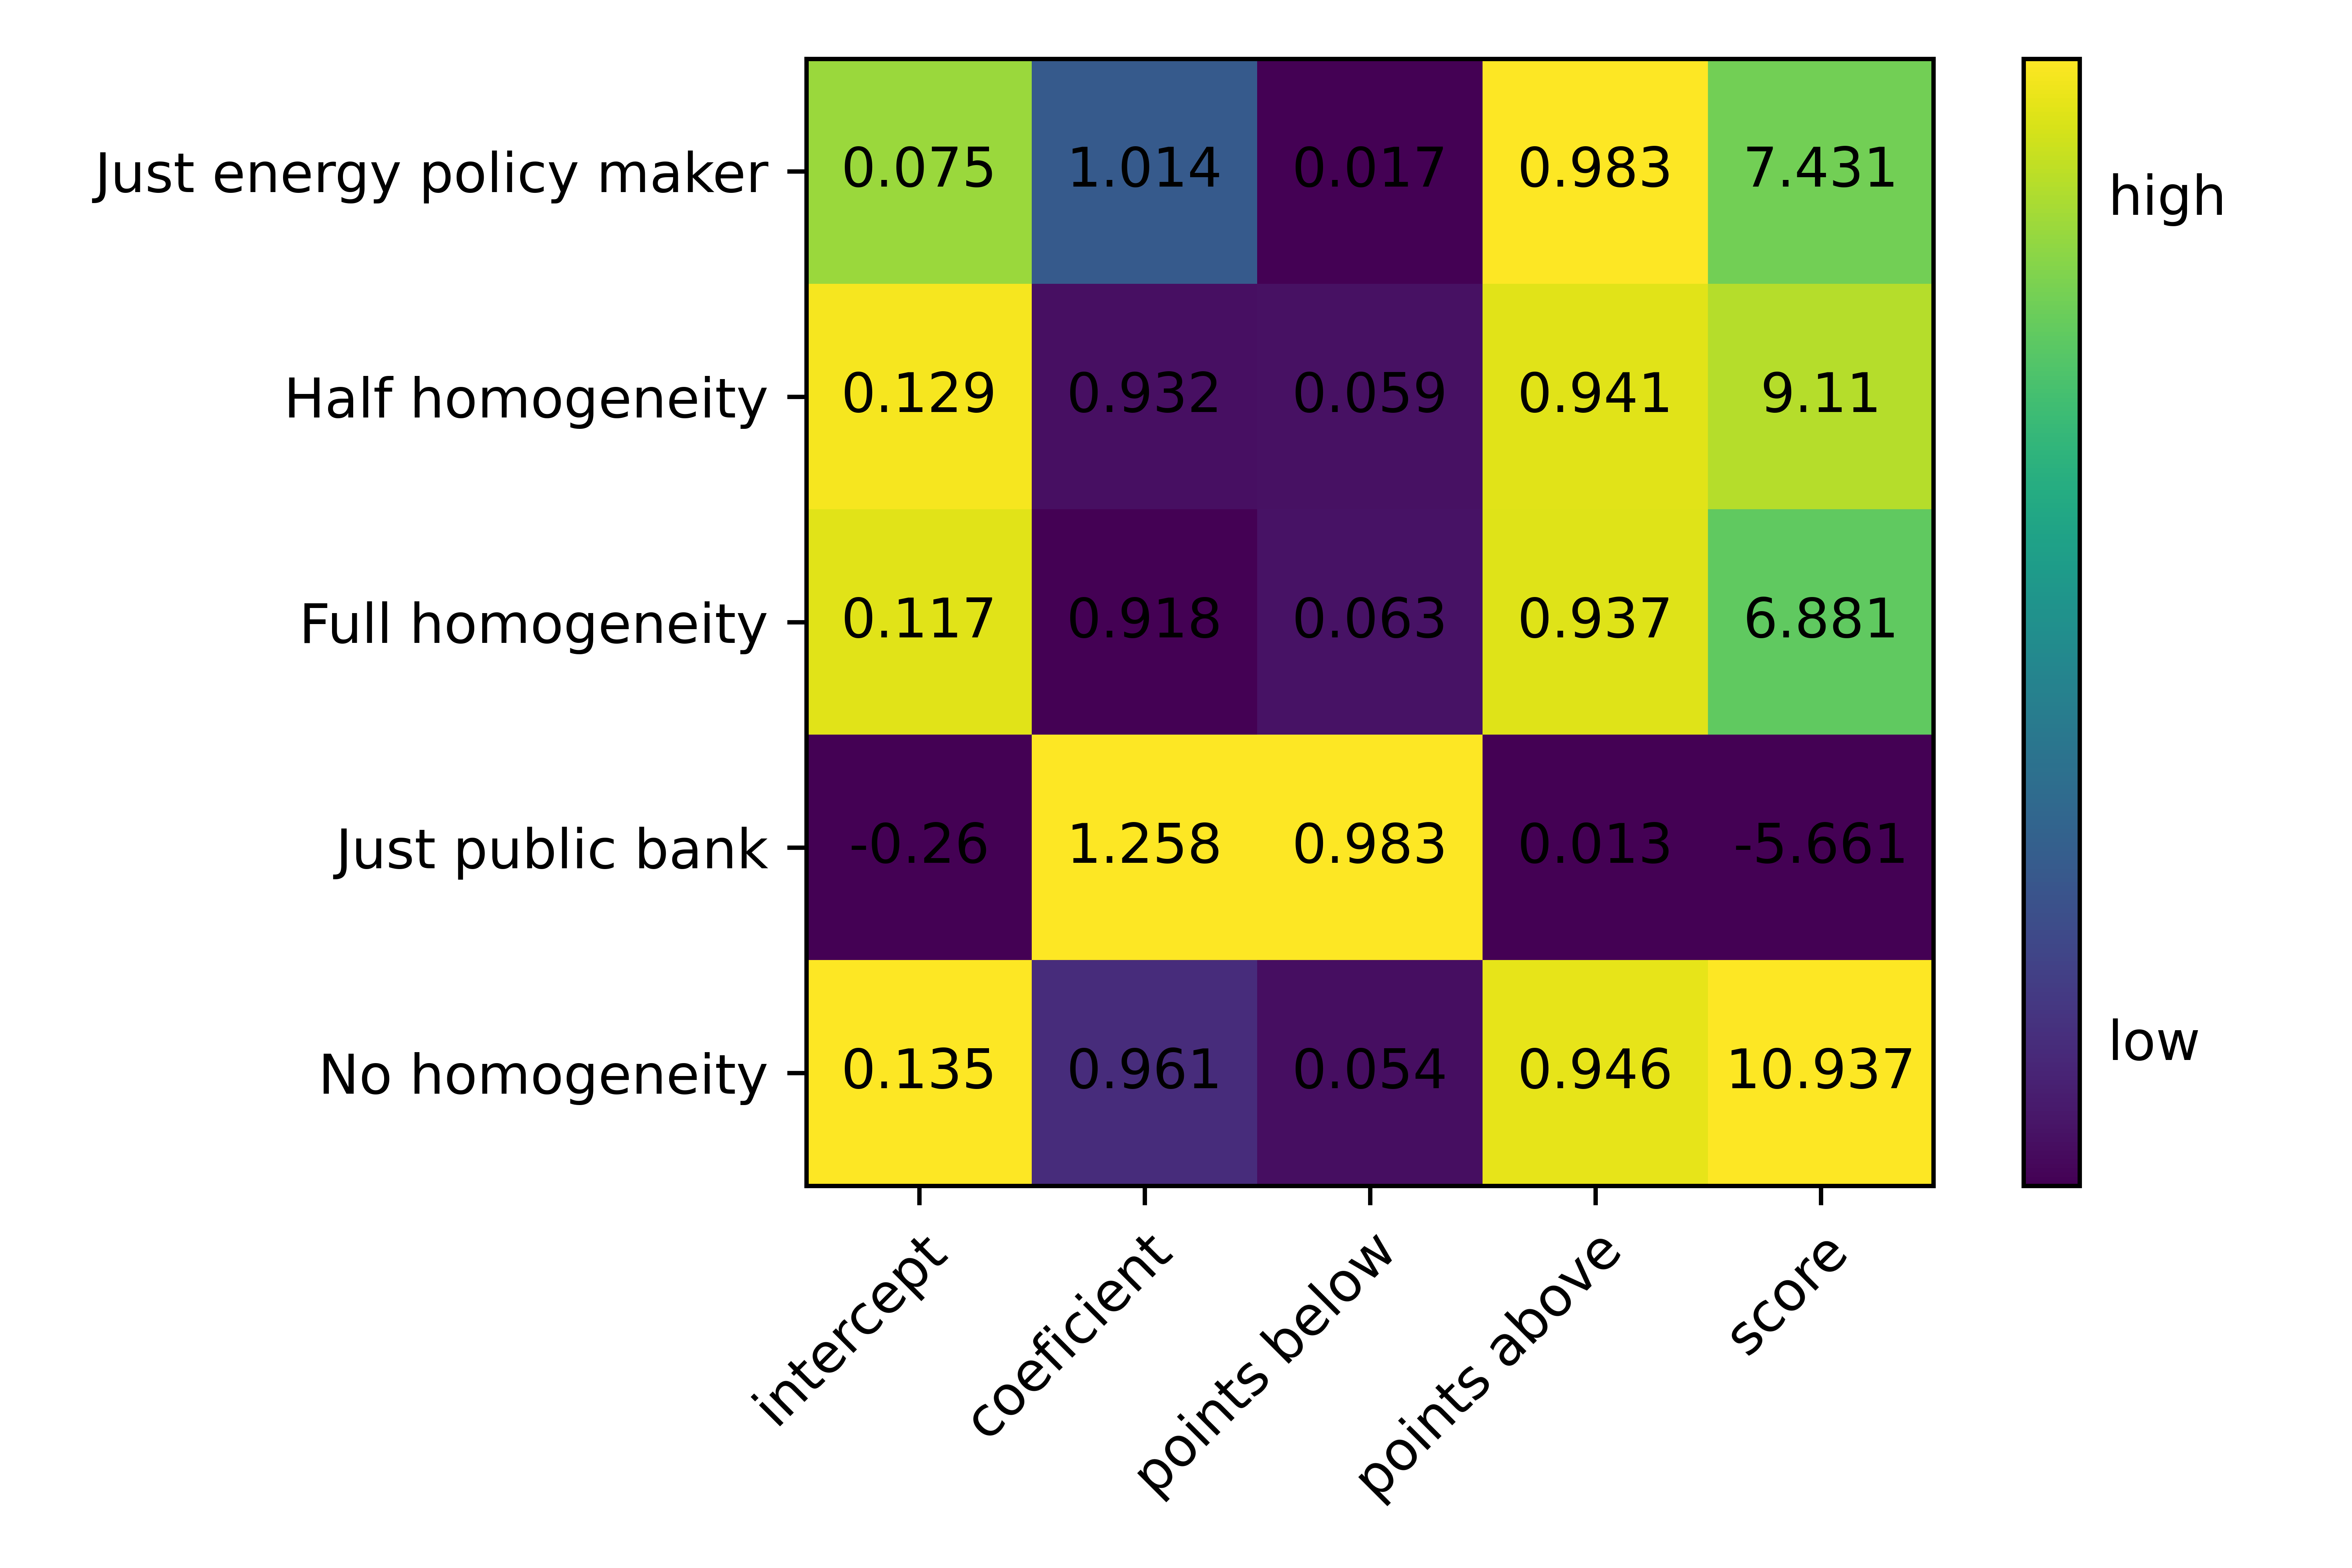 Just energy policy maker 0.075 1.014 0.017 0.983 7.431
high
Half homogeneity 0.129 0.932 0.059 0.941 9.11
Full homogeneity 0.117 0.918 0.063 0.937 6.881
Just public bank -0.26 1.258 0.983 0.013 -5.661
low
No homogeneity 0.135 0.961 0.054 0.946 10.937
intercept coeficient points below points above score